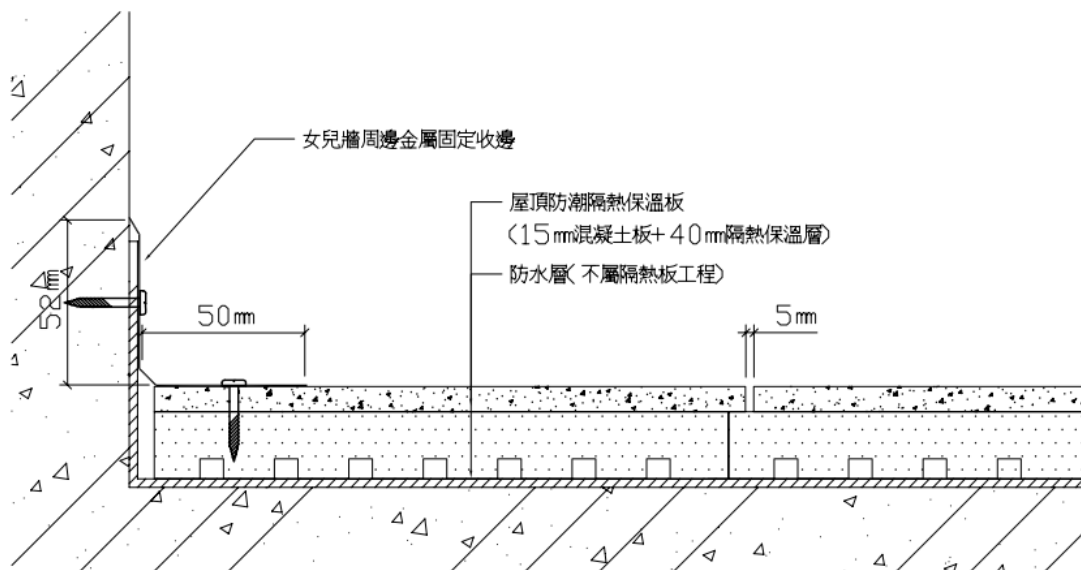 女兒牆周邊金屬固定收邊
屋頂防潮隔熱保溫板
(15mm混凝土板+40mm隔熱保溫層)
防水層(不屬隔熱板工程)
52mm
50mm
5mm